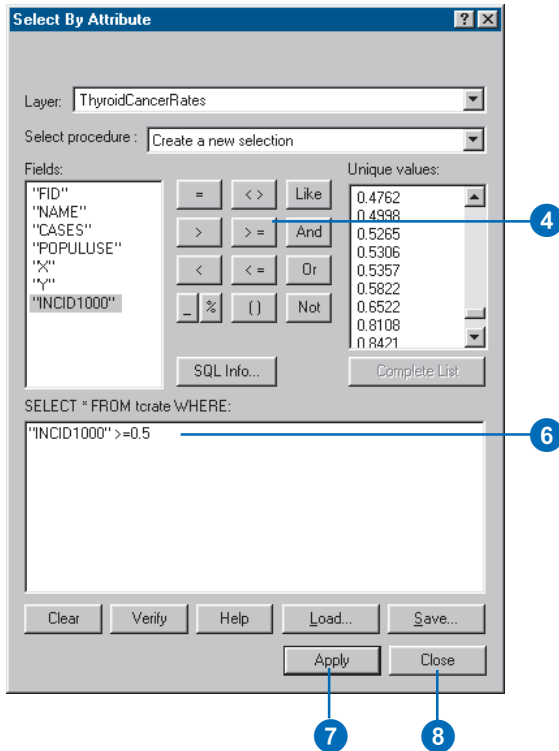 Select By Attribute
Layer: ThyroidCancerRates
Select procedure : Create a new selection
Fields:
Unique values:
"FID"
"NAME"
"CASES"
"POPULUSE"
"X"
"Y"
"INCID1000"
= < > Like
> > = And
< < = Or
_ % ( ) Not
0.4762
0.4998
0.5265
0.5306
0.5357
0.5822
0.6522
0.8108
0.8421
4
SQL Info...
Complete List
SELECT * FROM tcrate WHERE:
"INCID1000" >=0.5
6
Clear Verify Help Load... Save...
Apply Close
7 8